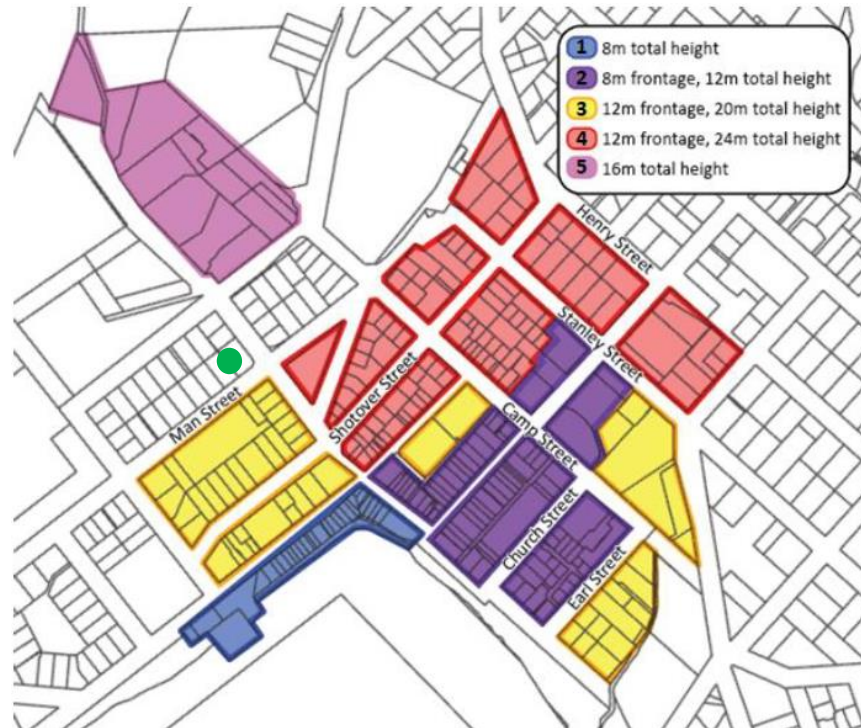 1 8m total height
2 8m frontage, 12m total height
3 12m frontage, 20m total height
4 12m frontage, 24m total height
5 16m total height
Henry Street
Stanley Street
Shotover Street
Man Street
Camp Street
Church Street
Earl Street